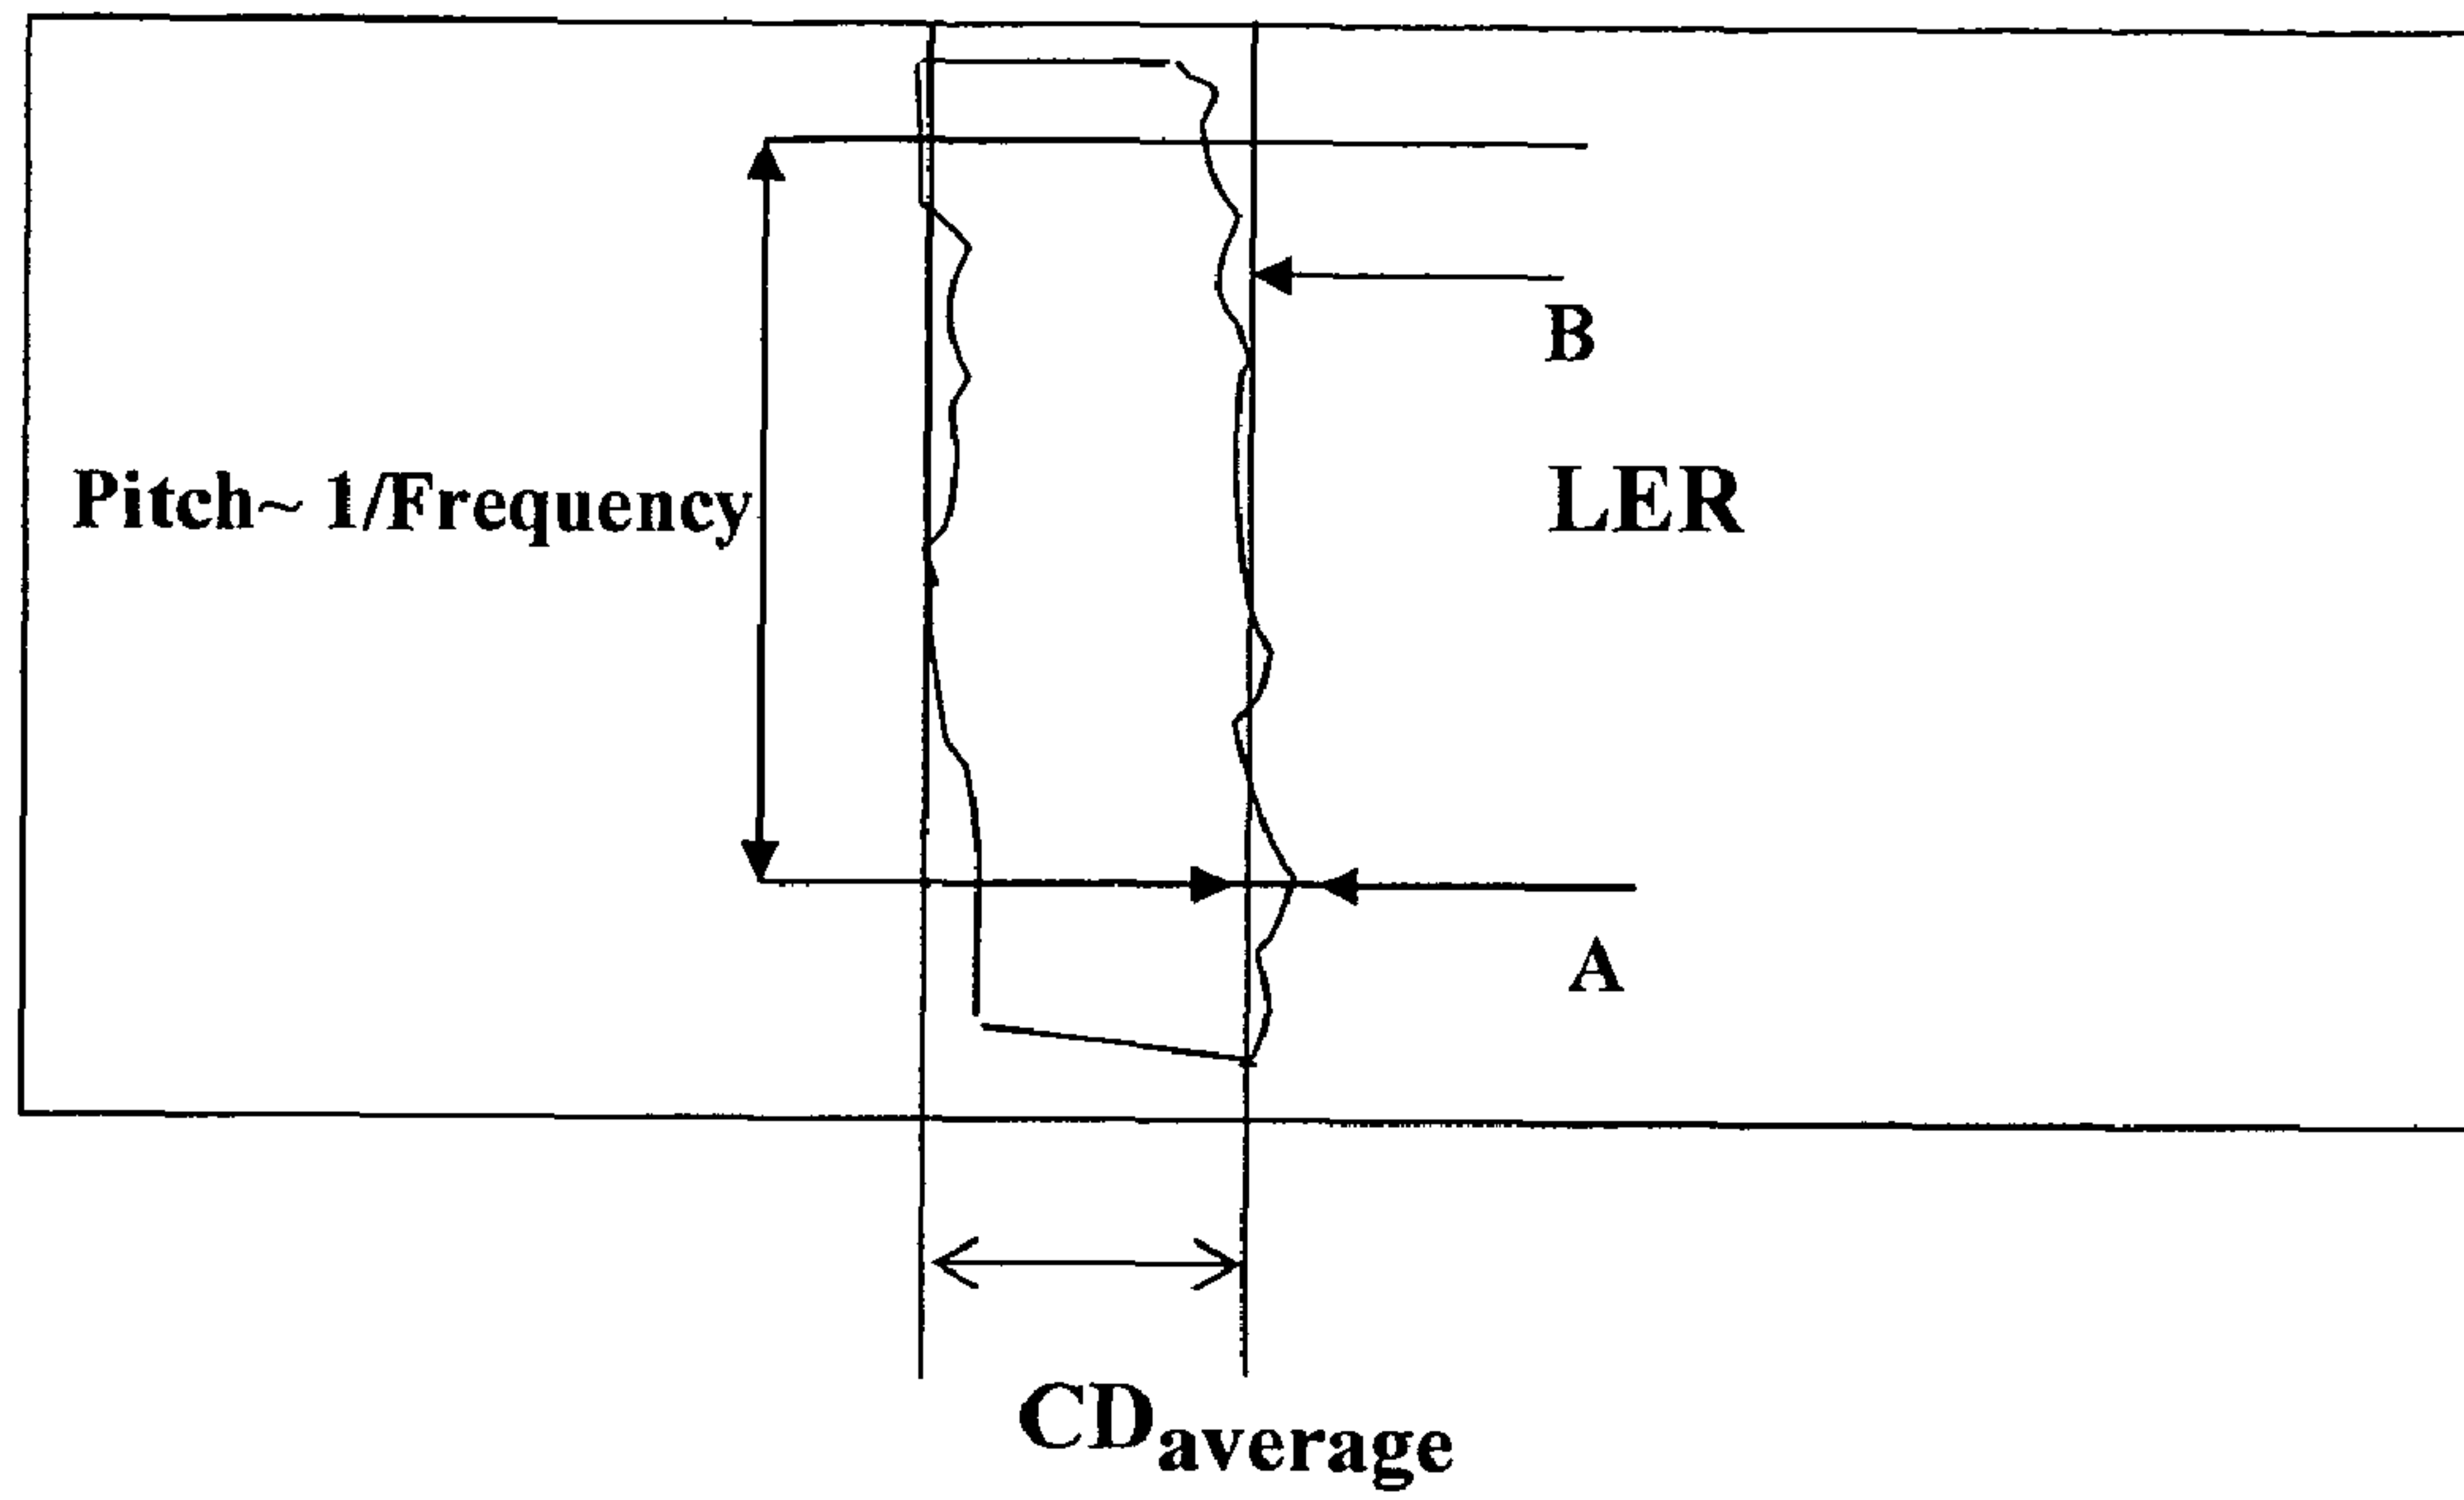 B
Pitch~ 1/Frequency
LER
A
CDaverage